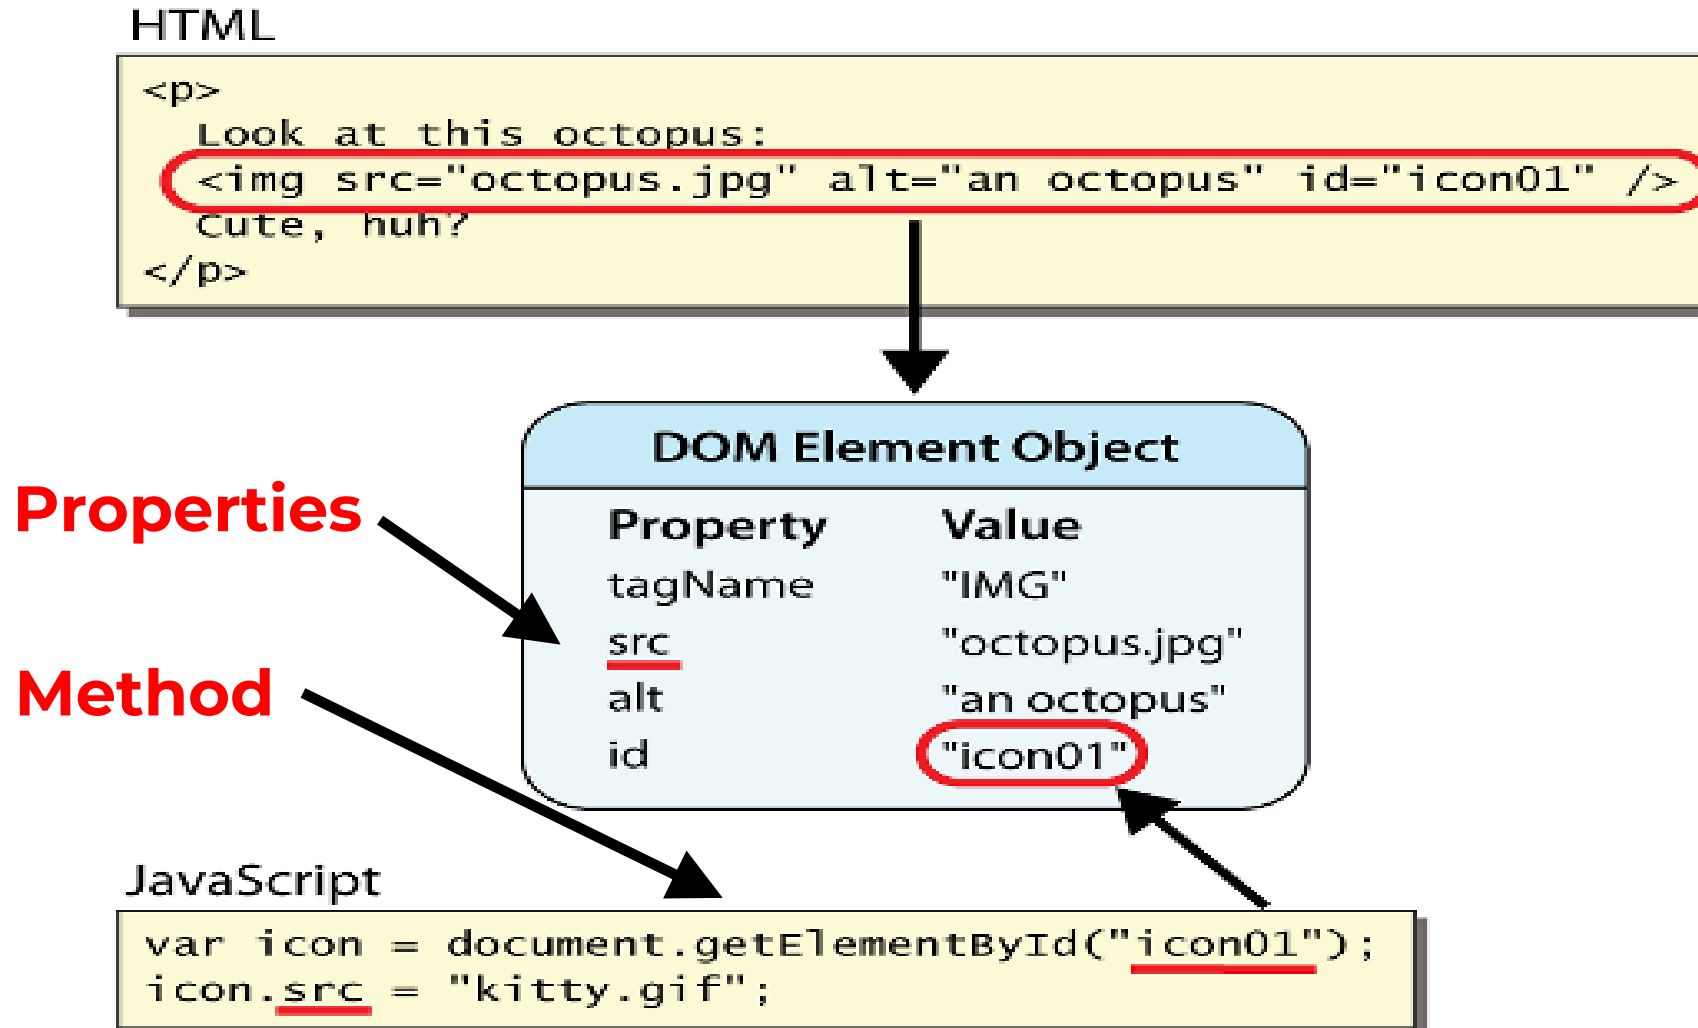 HTML
<p>
Look at this octopus:
<img src="octopus.jpg" alt="an octopus" id="icon01" />
Cute, huh?
</p>
DOM Element Object
Properties
Property Value
tagName "IMG"
src "octopus.jpg"
Method
alt "an octopus"
id "icon01"
JavaScript
var icon = document.getElementById("icon01");
icon.src = "kitty.gif";